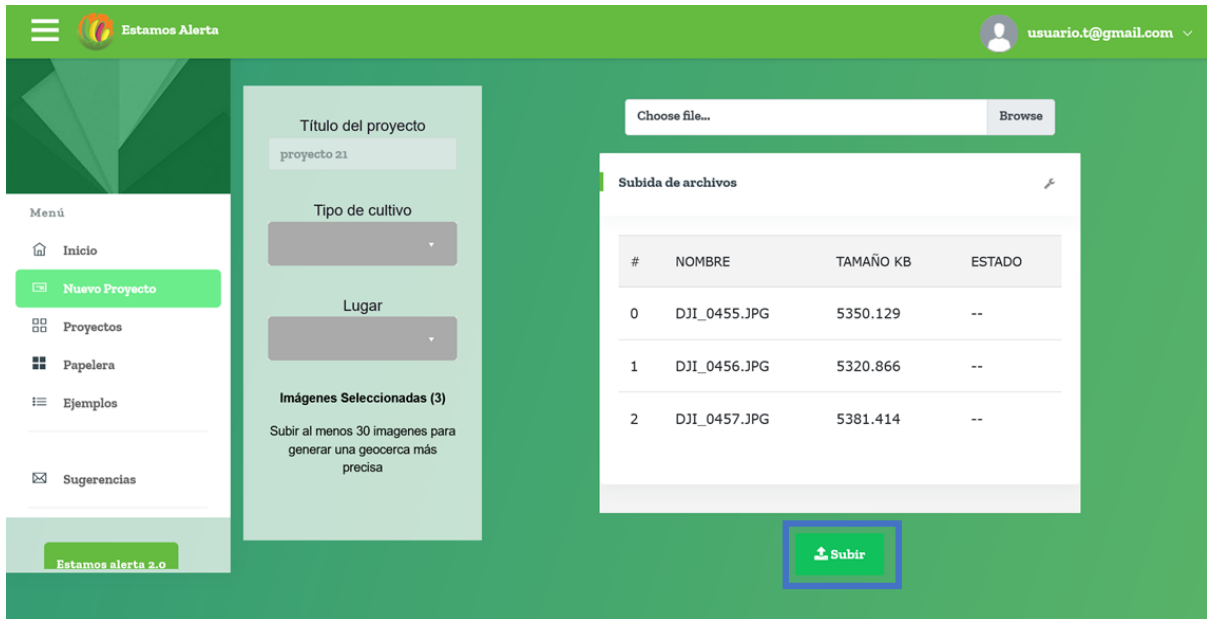 Estamos Alerta
usuario.t@gmail.com
Menú
Inicio
Nuevo Proyecto
Proyectos
Papelera
Ejemplos
Sugerencias
Estamos alerta 2.0
Título del proyecto
proyecto 21
Tipo de cultivo
Lugar
Imágenes Seleccionadas (3)
Subir al menos 30 imagenes para
generar una geocerca más
precisa
Choose file... Browse
Subida de archivos
# NOMBRE TAMAÑO KB ESTADO
0 DJI_0455.JPG 5350.129 --
1 DJI_0456.JPG 5320.866 --
2 DJI_0457.JPG 5381.414 --
Subir